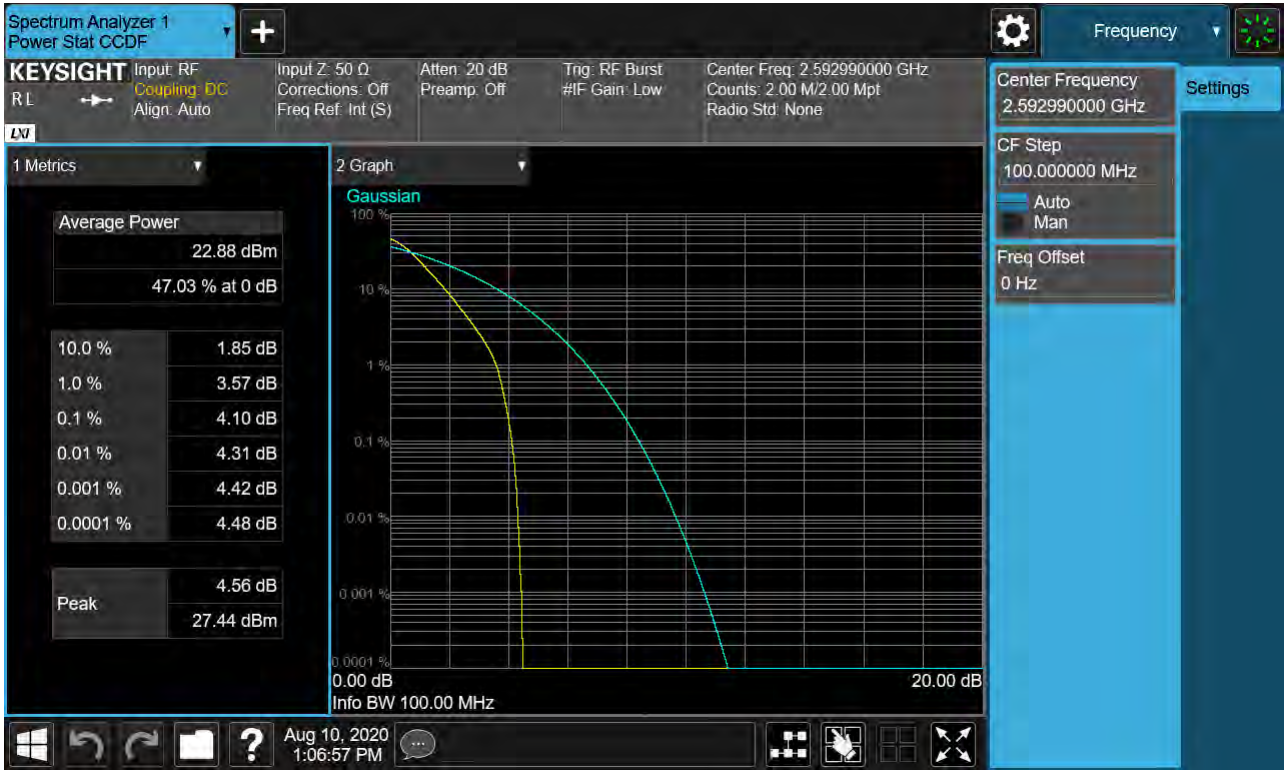 Spectrum Analyzer 1
Power Stat CCDF
Frequency
KEYSIGHT
R L
LXI
Input: RF
Coupling: DC
Align: Auto
Input Z: 50 Ω
Corrections: Off
Freq Ref: Int (S)
Atten: 20 dB
Preamp: Off
Trig: RF Burst
#IF Gain: Low
Center Freq: 2.592990000 GHz
Counts: 2.00 M/2.00 Mpt
Radio Std: None
Center Frequency
2.592990000 GHz
Settings
CF Step
100.000000 MHz
Auto
Man
Freq Offset
0 Hz
1 Metrics
Average Power
22.88 dBm
47.03 % at 0 dB
10.0 % 1.85 dB
1.0 % 3.57 dB
0.1 % 4.10 dB
0.01 % 4.31 dB
0.001 % 4.42 dB
0.0001 % 4.48 dB
Peak
4.56 dB
27.44 dBm
2 Graph
Gaussian
100 %
10 %
1 %
0.1 %
0.01 %
0.001 %
0.0001 %
0.00 dB 20.00 dB
Info BW 100.00 MHz
?
Aug 10, 2020
1:06:57 PM